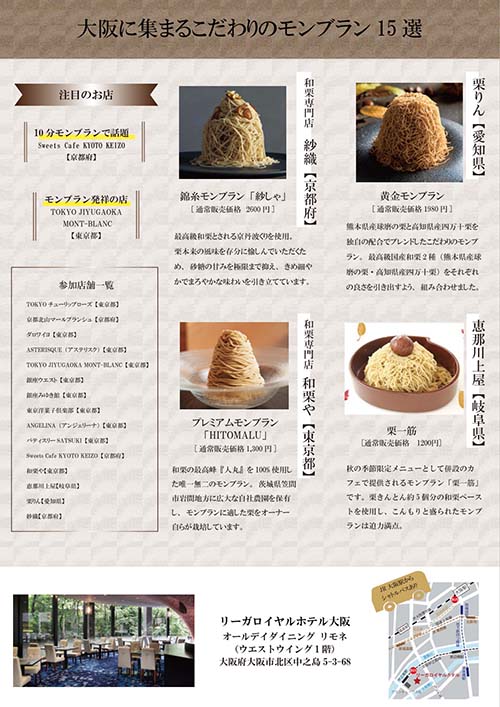 大阪に集まるこだわりのモンブラン 15 選
注目のお店
10 分モンブランで話題
Sweets Cafe KYOTO KEIZO
【京都府】
モンブラン発祥の店
TOKYO JIYUGAOKA
MONT-BLANC
【東京都】
参加店舗一覧
TOKYO チューリップローズ【東京都】
京都北山マールブランシュ【京都府】
ダロワイヨ【東京都】
ASTERISQUE（アステリスク）【東京都】
TOKYO JIYUGAOKA MONT-BLANC【東京都】
銀座ウエスト【東京都】
銀座みゆき館【東京都】
東京洋菓子倶楽部【東京都】
ANGELINA（アンジェリーナ）【東京都】
パティスリー SATSUKI【東京都】
Sweets Cafe KYOTO KEIZO【京都府】
和栗や【東京都】
恵那川上屋【岐阜県】
栗りん【愛知県】
紗織【京都府】
和栗専門店 紗織【京都府】
錦糸モンブラン「紗しゃ」
[ 通常販売価格 2600円 ]
最高級和栗とされる京丹波くりを使用。
栗本来の風味を存分に愉しんでいただくた
め、砂糖の甘みを極限まで抑え、きめ細や
かでまろやかな味わいを引き立てています。
栗りん【愛知県】
黄金モンブラン
[ 通常販売価格 1980 円 ]
熊本県産球磨の栗と高知県産四万十栗を
独自の配合でブレンドしたこだわりのモンブ
ラン。最高級国産和栗２種（熊本県産球
磨の栗・高知県産四万十栗）をそれぞれ
の良さを引き出すよう、組み合わせました。
和栗専門店 和栗や【東京都】
プレミアムモンブラン
「HITOMALU」
[ 通常販売価格 1,300 円 ]
和栗の最高峰『人丸』を 100% 使用し
た唯一無二のモンブラン。茨城県笠間
市岩間地方に広大な自社農園を保有
し、モンブランに適した栗をオーナー
自らが栽培しています。
恵那川上屋【岐阜県】
栗一筋
[通常販売価格 1200円]
秋の季節限定メニューとして併設のカ
フェで提供されるモンブラン「栗一筋」
です。栗きんとん約５個分の和栗ペース
トを使用し、こんもりと盛られたモンブ
ランは迫力満点。
リーガロイヤルホテル大阪
オールデイダイニング リモネ
（ウエストウイング１階）
大阪府大阪市北区中之島 5-3-68
JR 大阪駅から
シャトルバスあり
リーガロイヤルホテル